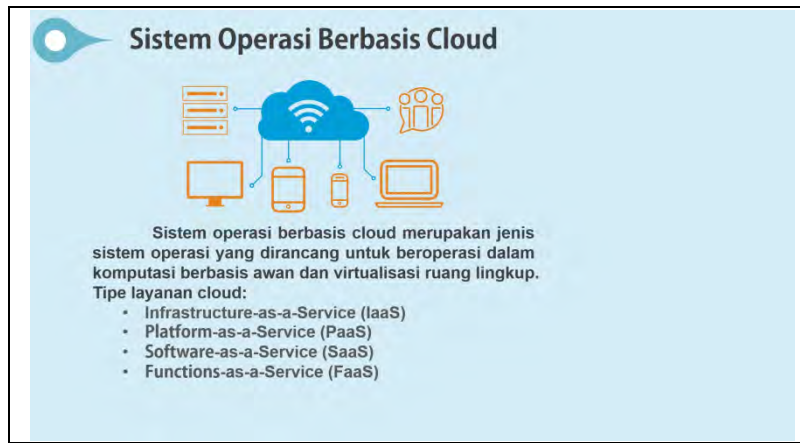 Sistem Operasi Berbasis Cloud
Sistem operasi berbasis cloud merupakan jenis
sistem operasi yang dirancang untuk beroperasi dalam
komputasi berbasis awan dan virtualisasi ruang lingkup.
Tipe layanan cloud:
• Infrastructure-as-a-Service (IaaS)
• Platform-as-a-Service (PaaS)
• Software-as-a-Service (SaaS)
• Functions-as-a-Service (FaaS)